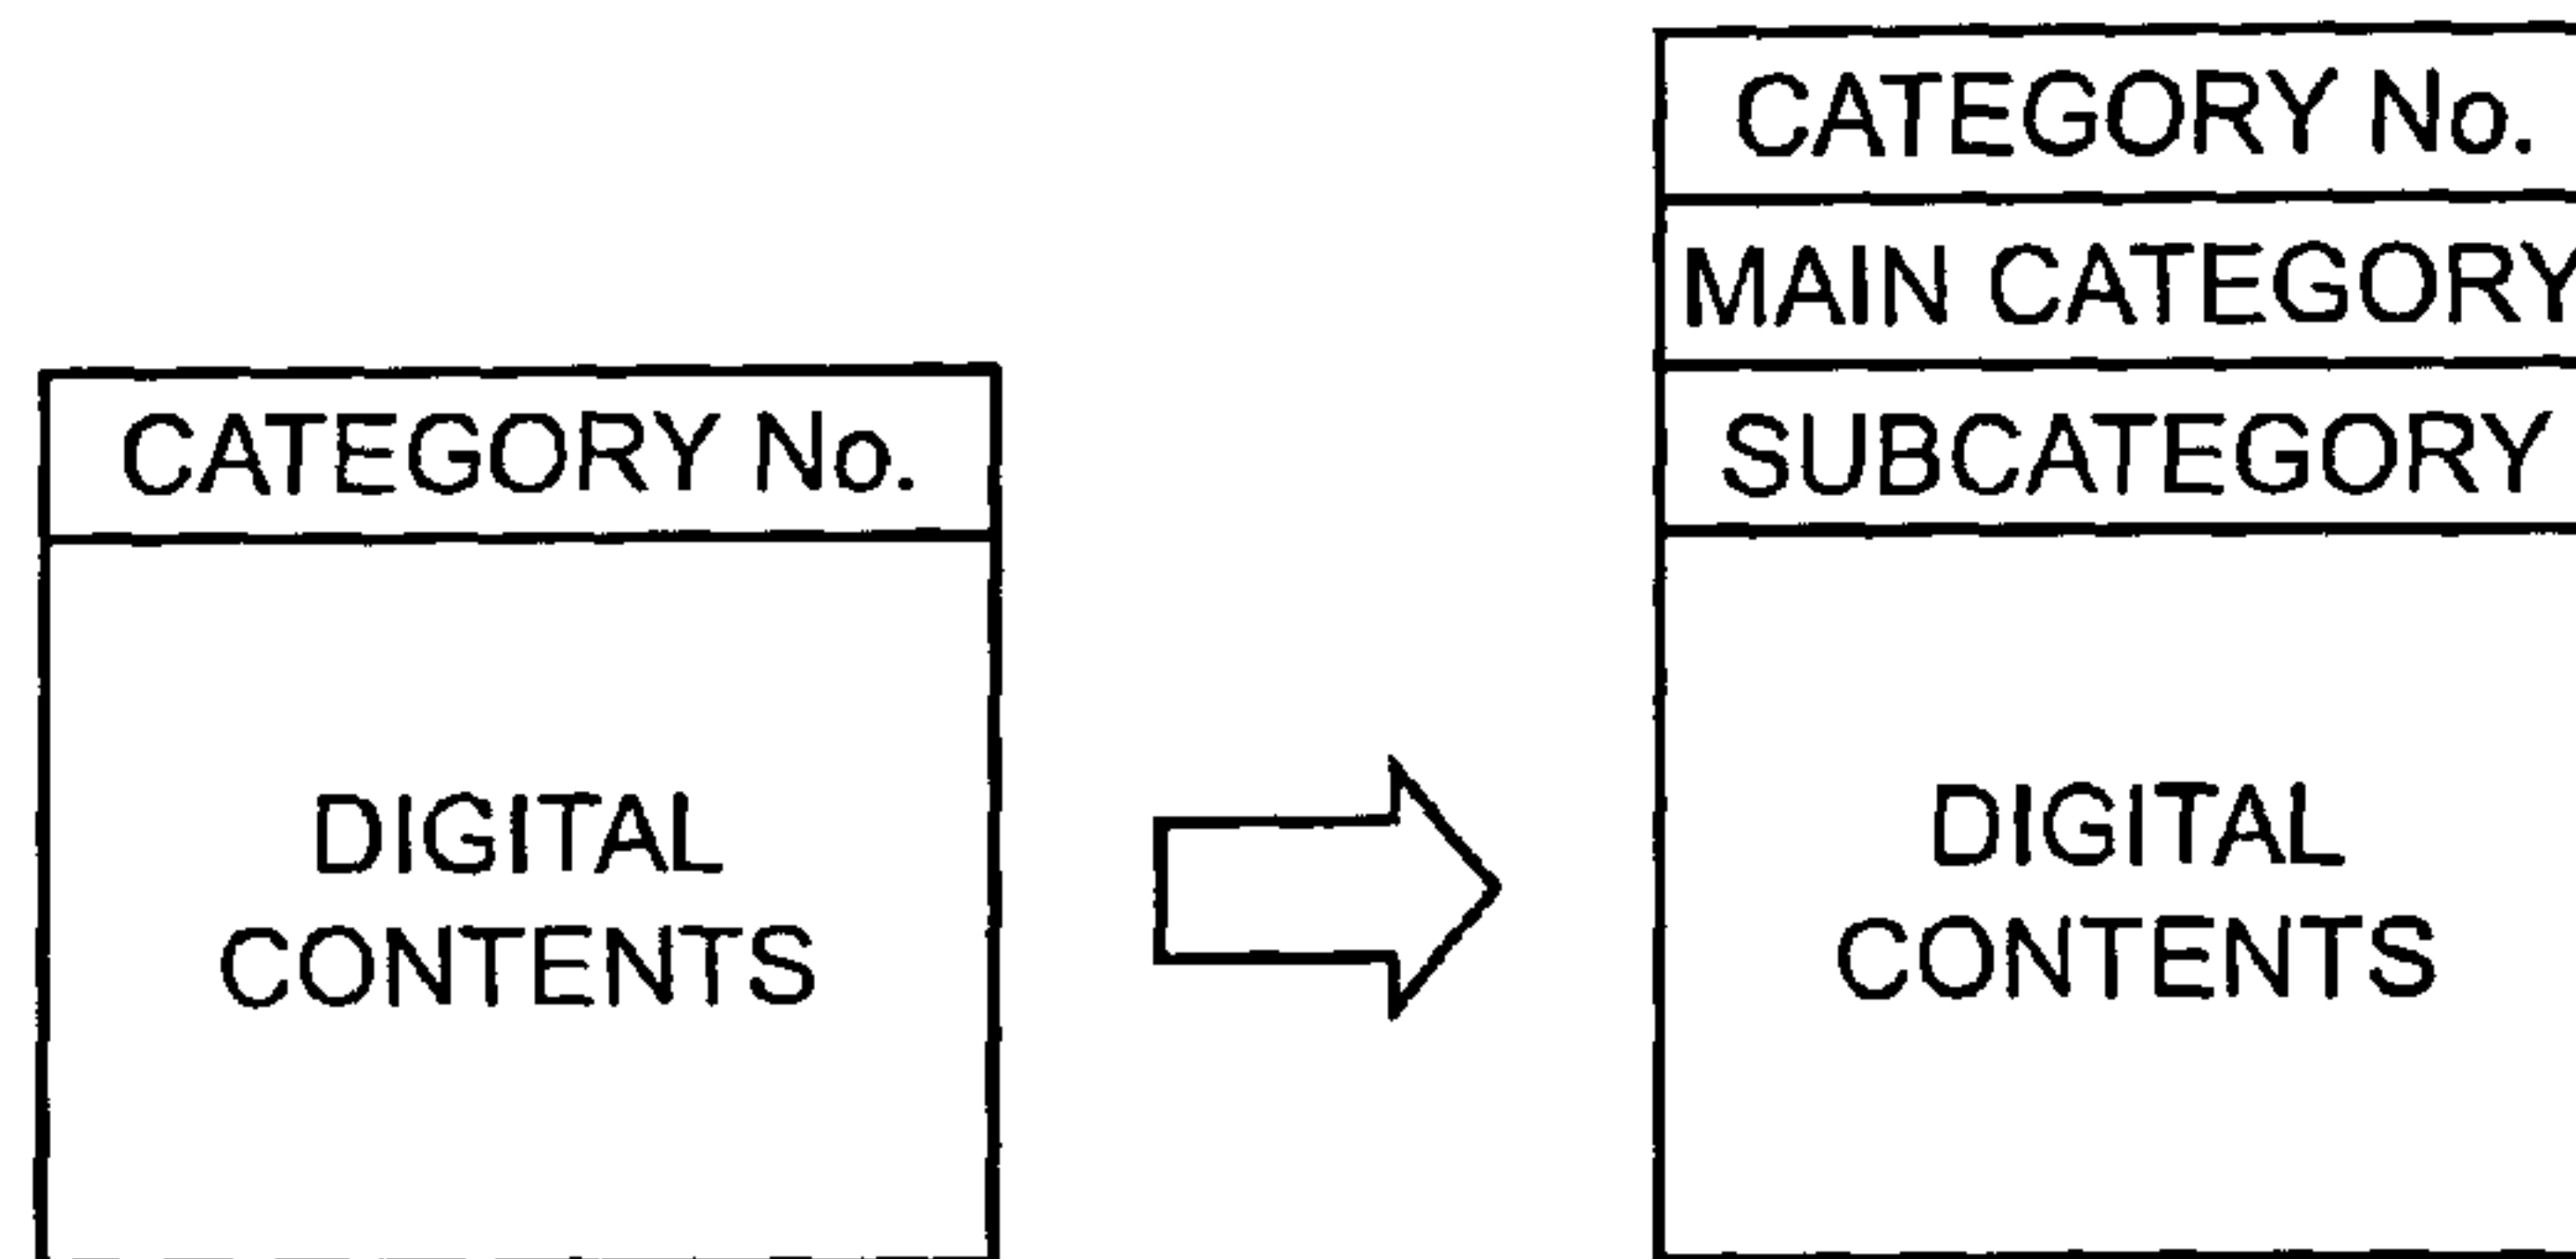 CATEGORY No.
DIGITAL
CONTENTS
CATEGORY No.
MAIN CATEGORY
SUBCATEGORY
DIGITAL
CONTENTS